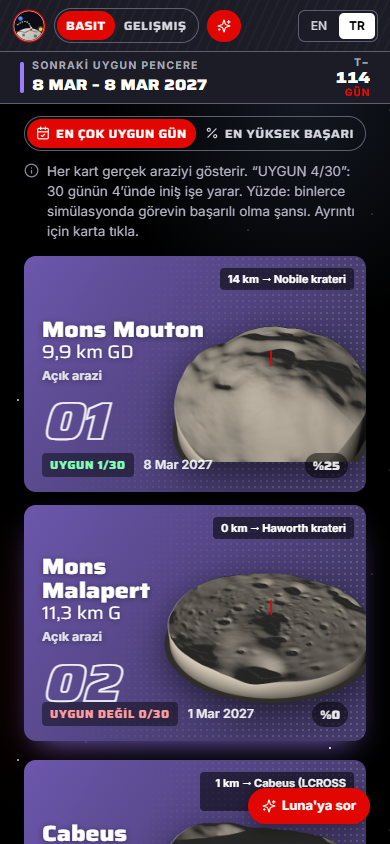 BASIT
GELIŞMIŞ
EN
TR
SONRAKİ UYGUN PENCERE
8 MAR – 8 MAR 2027
T−
114
GÜN
EN ÇOK UYGUN GÜN
EN YÜKSEK BAŞARI
Her kart gerçek araziyi gösterir. “UYGUN 4/30”:
30 günün 4’ünde iniş işe yarar. Yüzde: binlerce
simülasyonda görevin başarılı olma şansı. Ayrıntı
için karta tıkla.
14 km → Nobile krateri
Mons Mouton
9,9 km GD
Açık arazi
01
UYGUN 1/30
8 Mar 2027
%25
0 km → Haworth krateri
Mons
Malapert
11,3 km G
Açık arazi
02
UYGUN DEĞİL 0/30
1 Mar 2027
%0
1 km → Cabeus (LCROSS
Cabeus
Luna'ya sor